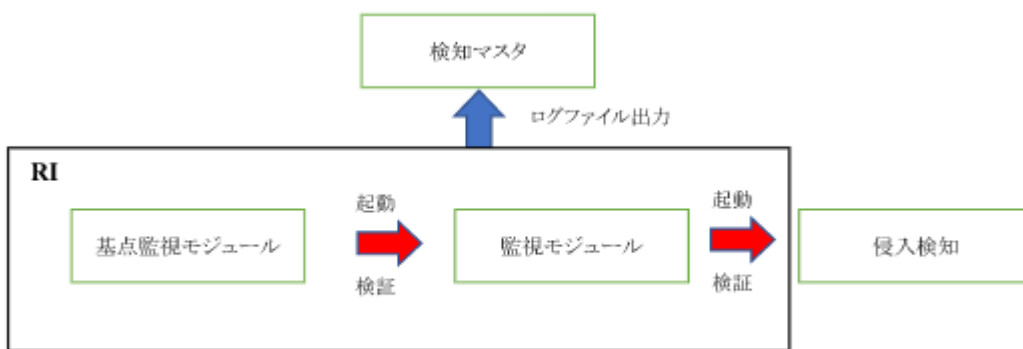 検知マスタ
ログファイル出力
RI
起動
起動
基点監視モジュール
監視モジュール
侵入検知
検証
検証